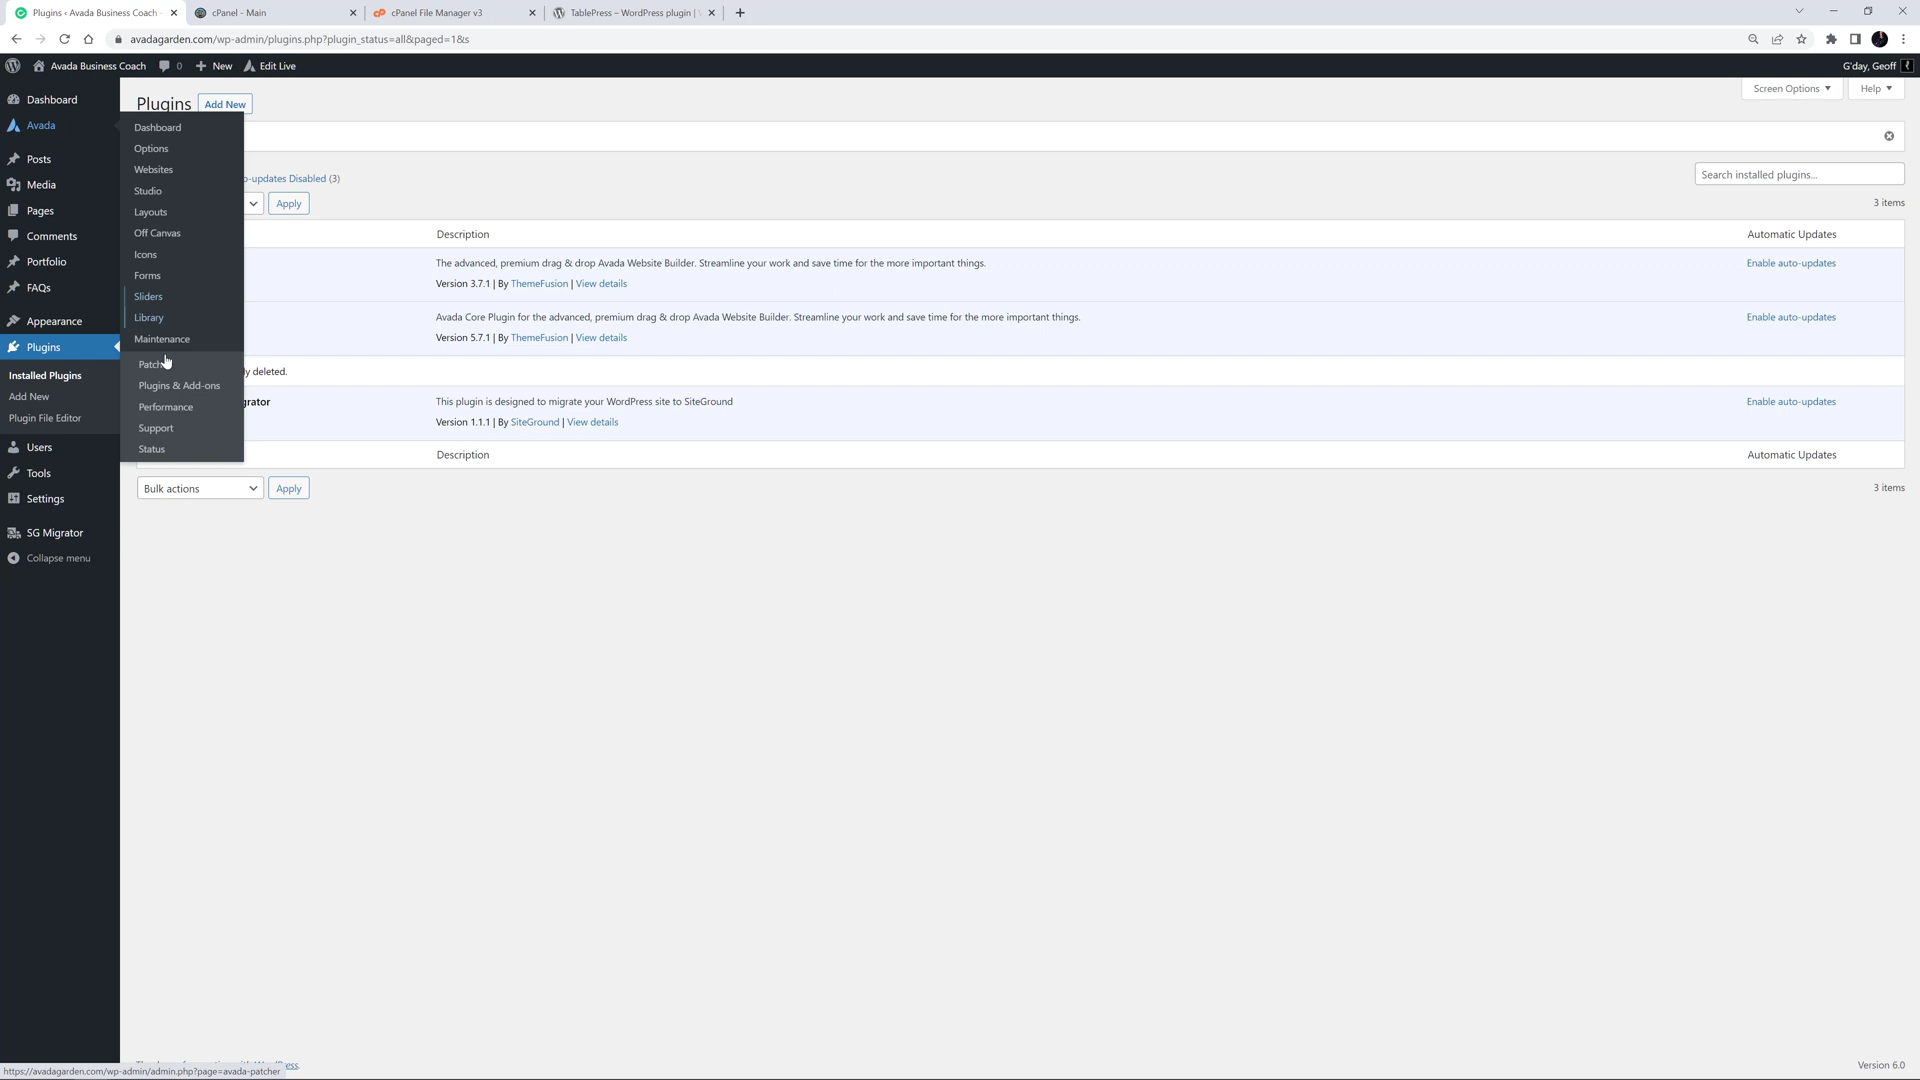 Plugins ‹ Avada Business Coach
cPanel - Main
cPanel File Manager v3
TablePress – WordPress plugin |
avadagarden.com/wp-admin/plugins.php?plugin_status=all&paged=1&s
Avada Business Coach
0
New
Edit Live
G'day, Geoff
Dashboard
Avada
Posts
Media
Pages
Comments
Portfolio
FAQs
Appearance
Plugins
Installed Plugins
Add New
Plugin File Editor
Users
Tools
Settings
SG Migrator
Collapse menu
Dashboard
Options
Websites
Studio
Layouts
Off Canvas
Icons
Forms
Sliders
Library
Maintenance
Plugins & Add-ons
Performance
Support
Status
Plugins
Add New
Screen Options
Help
o-updates Disabled (3)
Search installed plugins...
Apply
3 items
Description
Automatic Updates
The advanced, premium drag & drop Avada Website Builder. Streamline your work and save time for the more important things.
Enable auto-updates
Version 3.7.1 | By ThemeFusion | View details
Avada Core Plugin for the advanced, premium drag & drop Avada Website Builder. Streamline your work and save time for the more important things.
Enable auto-updates
Version 5.7.1 | By ThemeFusion | View details
ly deleted.
grator
This plugin is designed to migrate your WordPress site to SiteGround
Enable auto-updates
Version 1.1.1 | By SiteGround | View details
Description
Automatic Updates
Bulk actions
Apply
3 items
Version 6.0
https://avadagarden.com/wp-admin/admin.php?page=avada-patcher